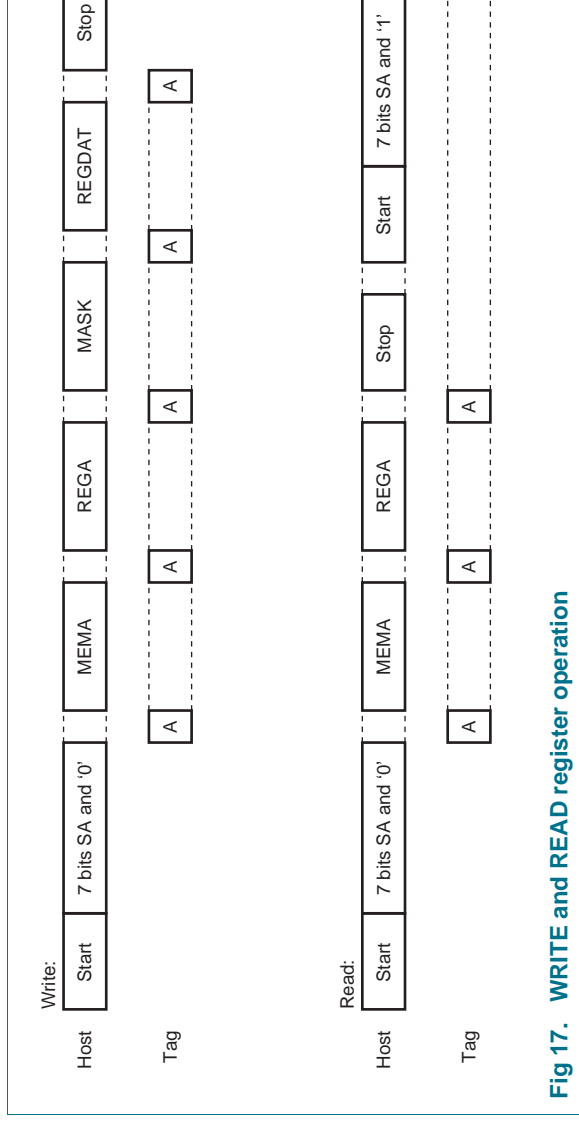 Write:
Host Start 7 bits SA and ‘0’ MEMA REGA MASK REGDAT Stop
Tag A A A A A
Read:
Host Start 7 bits SA and ‘0’ MEMA REGA Stop Start 7 bits SA and ‘1’
Tag A A A
Fig 17. WRITE and READ register operation